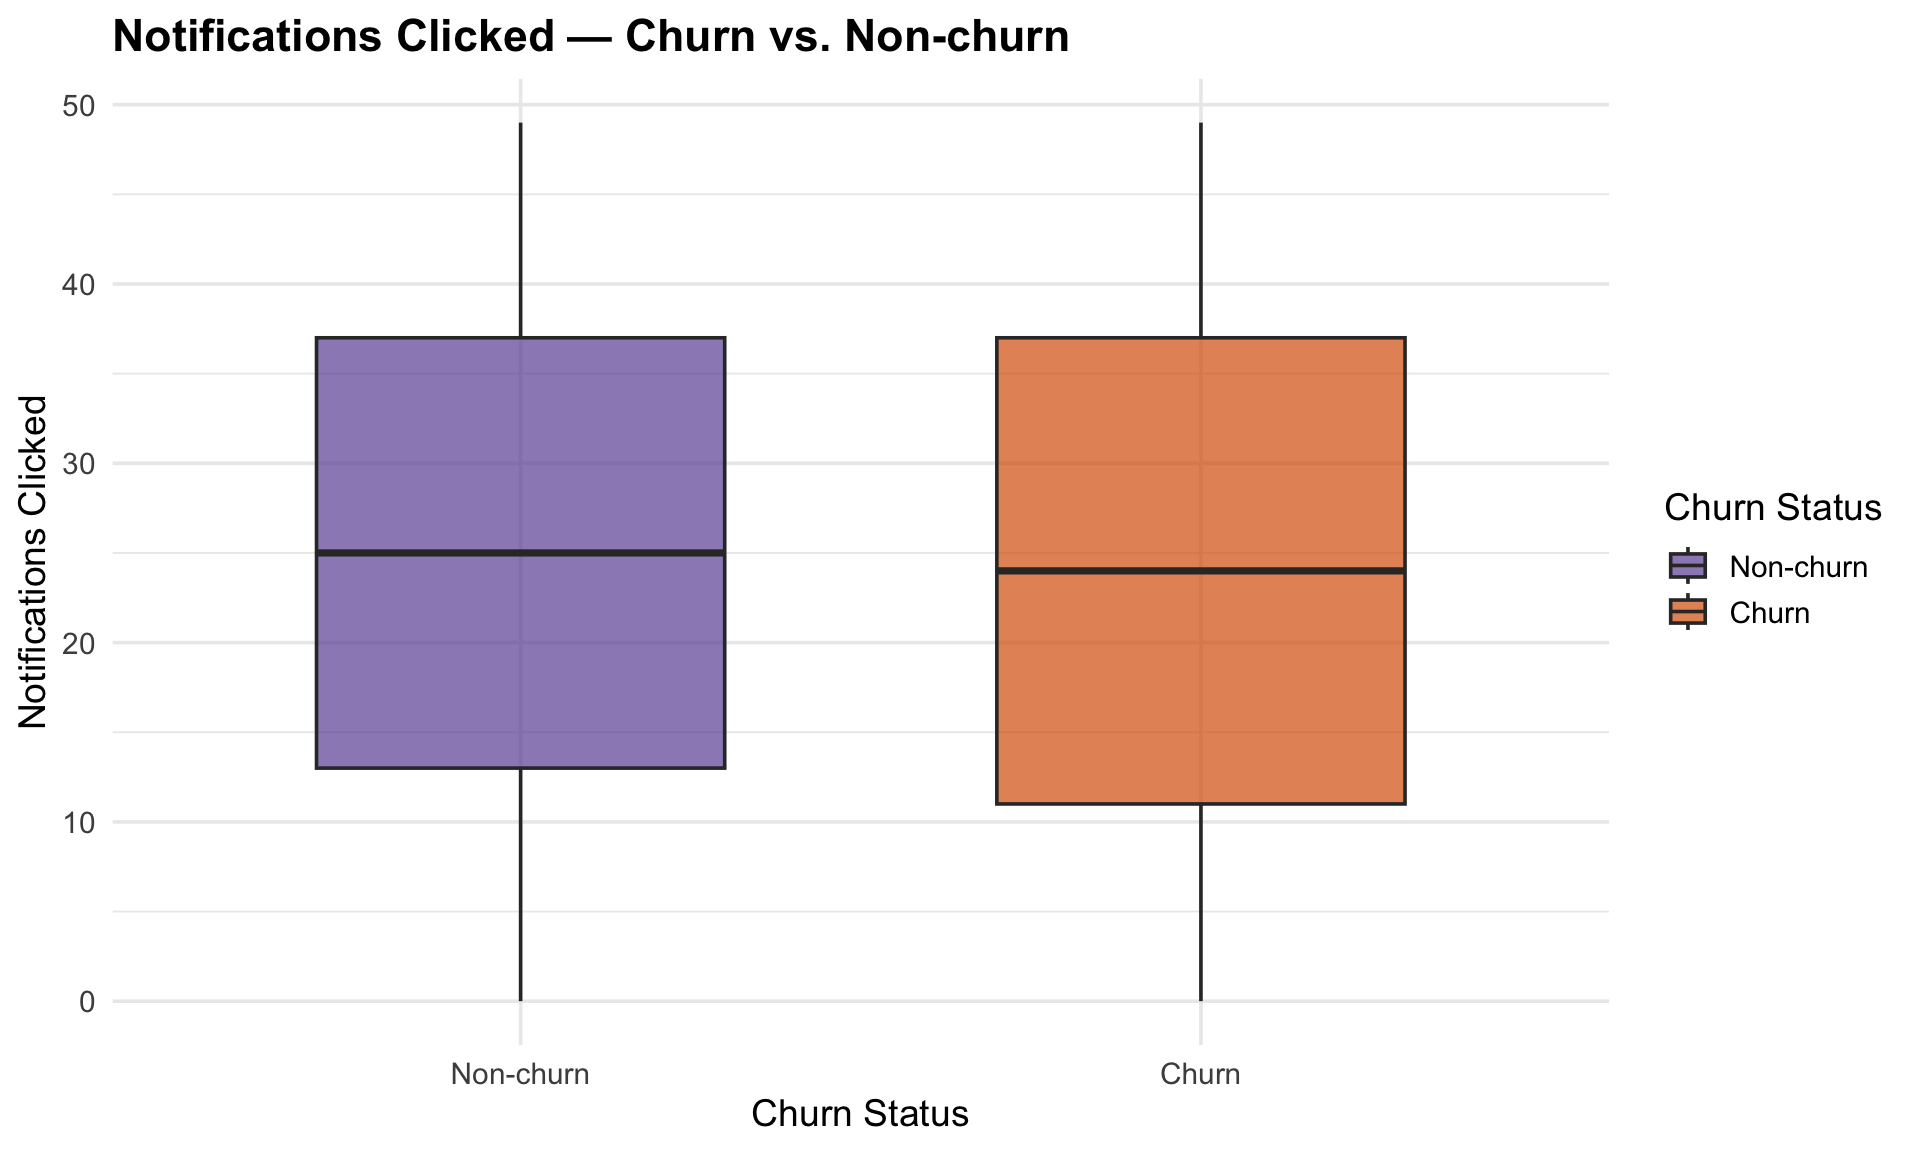 Notifications Clicked — Churn vs. Non-churn
Notifications Clicked
50
40
30
20
10
0
Non-churn
Churn
Churn Status
Churn Status
Non-churn
Churn